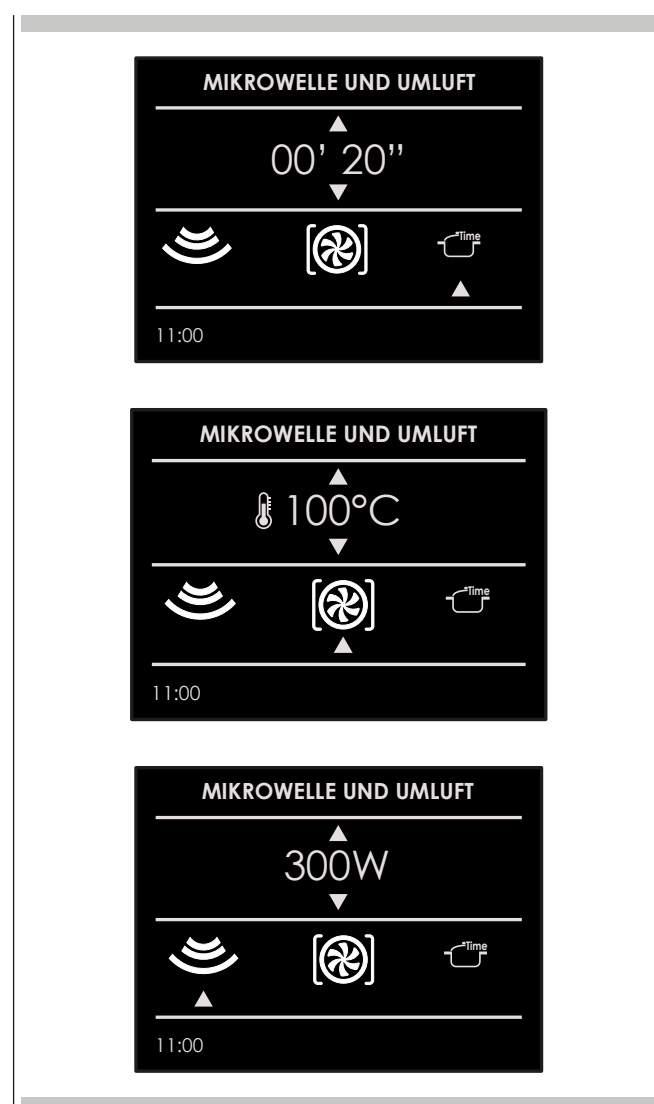 MIKROWELLE UND UMLUFT
00’ 20’’
Time
11:00
MIKROWELLE UND UMLUFT
100°C
Time
11:00
MIKROWELLE UND UMLUFT
300W
Time
11:00